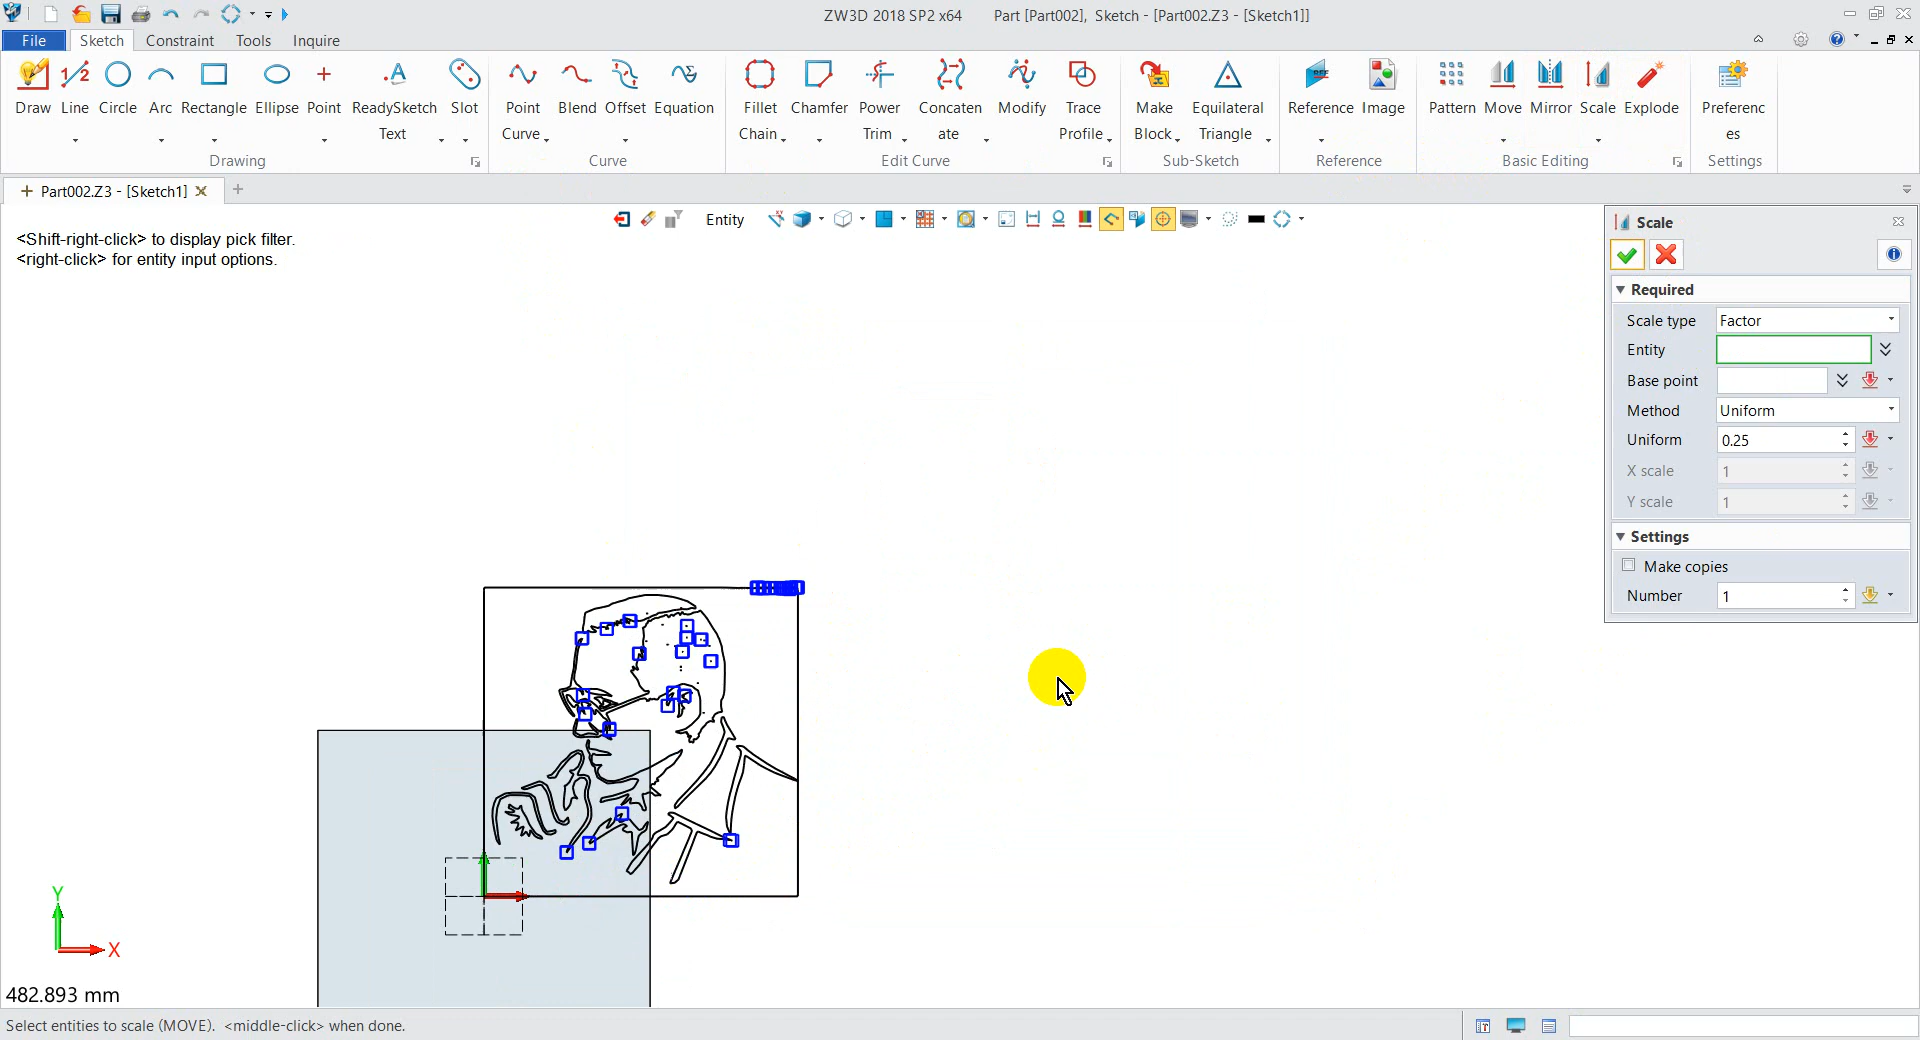 ZW3D 2018 SP2 x64 Part [Part002], Sketch - [Part002.Z3 - [Sketch1]]
File Sketch Constraint Tools Inquire
Draw Line Circle Arc Rectangle Ellipse Point ReadySketch Text Slot
Drawing
Point Curve Blend Offset Equation
Curve
Fillet Chain Chamfer Power Trim Concaten ate Modify Trace Profile
Edit Curve
Make Block Equilateral Triangle
Sub-Sketch
Reference Image
Reference
Pattern Move Mirror Scale Explode
Basic Editing
Preferenc es
Settings
Part002.Z3 - [Sketch1]
<Shift-right-click> to display pick filter.
<right-click> for entity input options.
Entity
Scale
Required
Scale type Factor
Entity
Base point
Method Uniform
Uniform 0.25
X scale 1
Y scale 1
Settings
Make copies
Number 1
Y
X
482.893 mm
Select entities to scale (MOVE). <middle-click> when done.